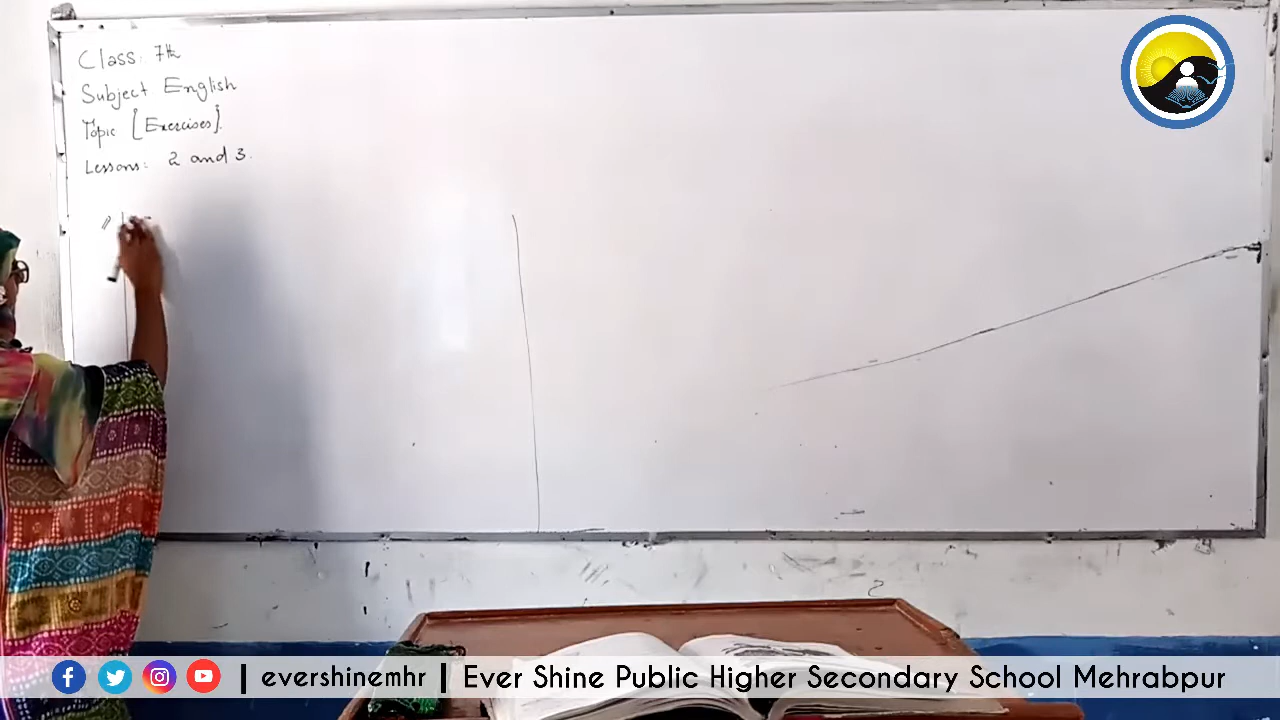 Class: 7th
Subject English
Topic [Exercises].
Lessons: 2 and 3.
| evershinemhr | Ever Shine Public Higher Secondary School Mehrabpur